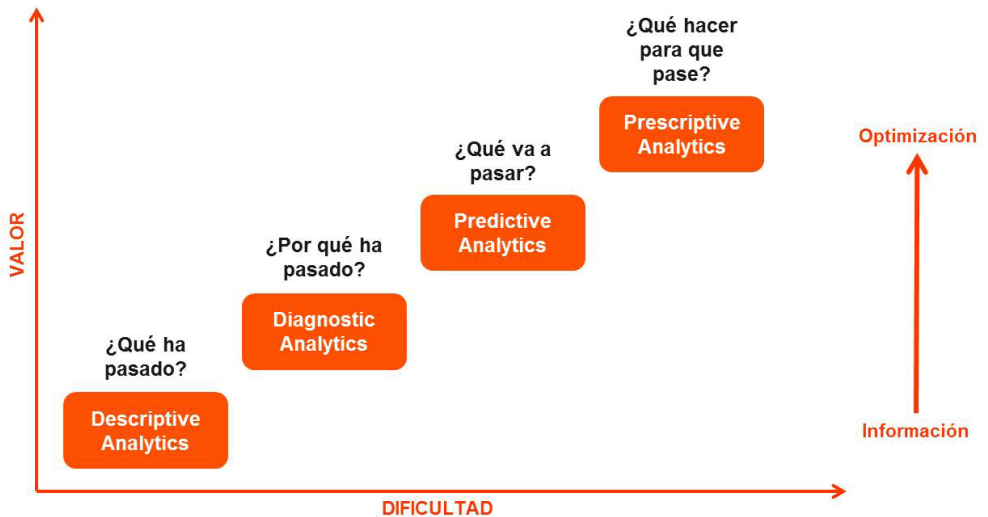 ¿Qué hacer
para que
pase?
Prescriptive
Analytics
Optimización
¿Qué va a
pasar?
Predictive
Analytics
VALOR
¿Por qué ha
pasado?
Diagnostic
Analytics
¿Qué ha
pasado?
Descriptive
Analytics
Información
DIFICULTAD